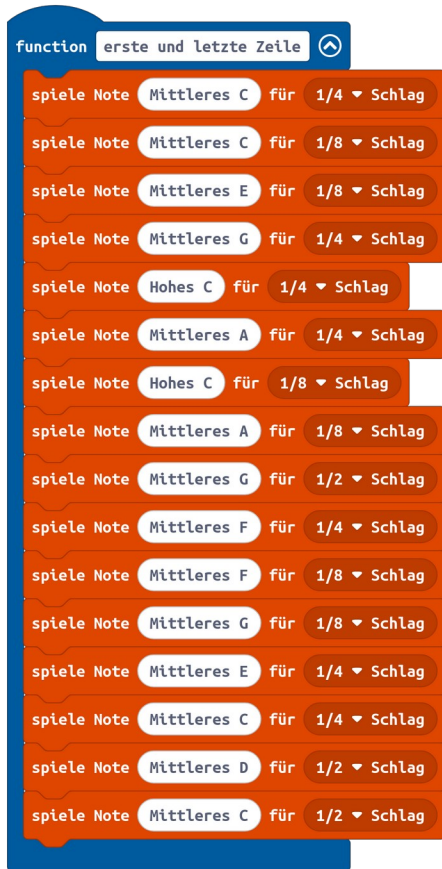 function erste und letzte Zeile
spiele Note Mittleres C für 1/4 Schlag
spiele Note Mittleres C für 1/8 Schlag
spiele Note Mittleres E für 1/8 Schlag
spiele Note Mittleres G für 1/4 Schlag
spiele Note Hohes C für 1/4 Schlag
spiele Note Mittleres A für 1/4 Schlag
spiele Note Hohes C für 1/8 Schlag
spiele Note Mittleres A für 1/8 Schlag
spiele Note Mittleres G für 1/2 Schlag
spiele Note Mittleres F für 1/4 Schlag
spiele Note Mittleres F für 1/8 Schlag
spiele Note Mittleres G für 1/8 Schlag
spiele Note Mittleres E für 1/4 Schlag
spiele Note Mittleres C für 1/4 Schlag
spiele Note Mittleres D für 1/2 Schlag
spiele Note Mittleres C für 1/2 Schlag